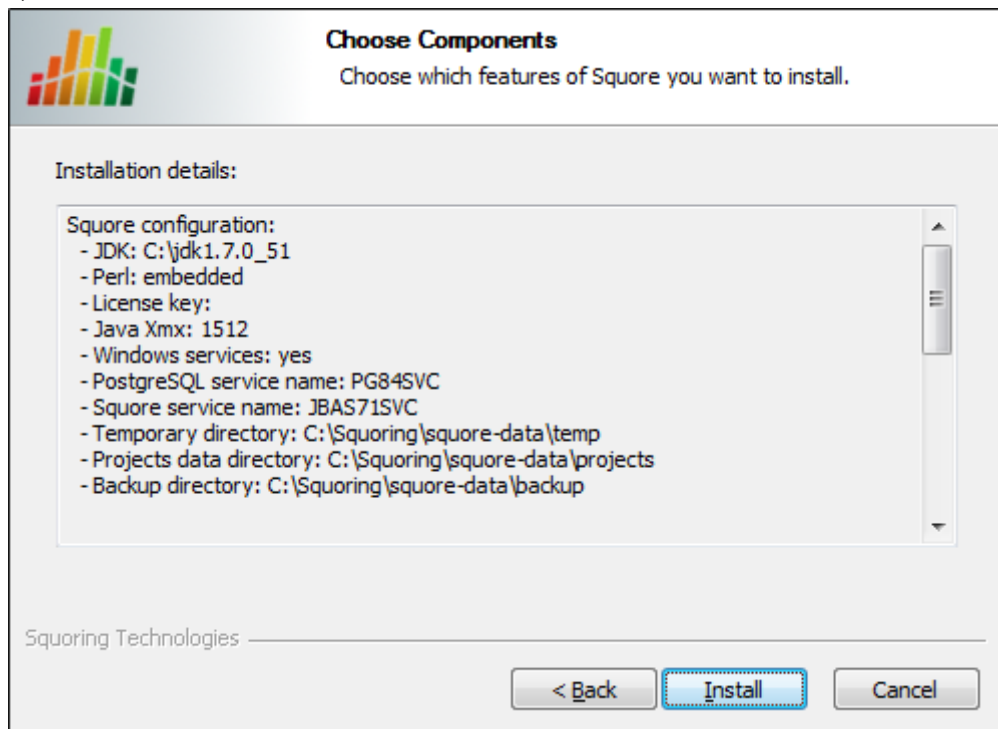 Choose Components
Choose which features of Squore you want to install.
Installation details:
Squore configuration:
- JDK: C:\jdk1.7.0_51
- Perl: embedded
- License key:
- Java Xmx: 1512
- Windows services: yes
- PostgreSQL service name: PG84SVC
- Squore service name: JBAS71SVC
- Temporary directory: C:\Squoring\squore-data\temp
- Projects data directory: C:\Squoring\squore-data\projects
- Backup directory: C:\Squoring\squore-data\backup
Squoring Technologies
< Back Install Cancel